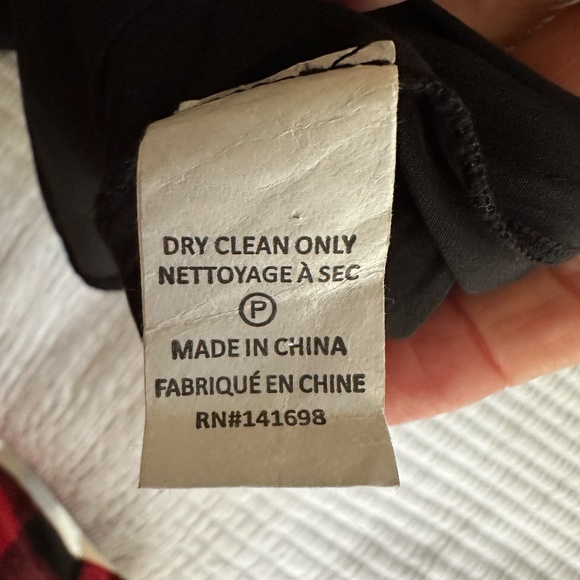 DRY CLEAN ONLY
NETTOYAGE À SEC
P
MADE IN CHINA
FABRIQUÉ EN CHINE
RN#141698